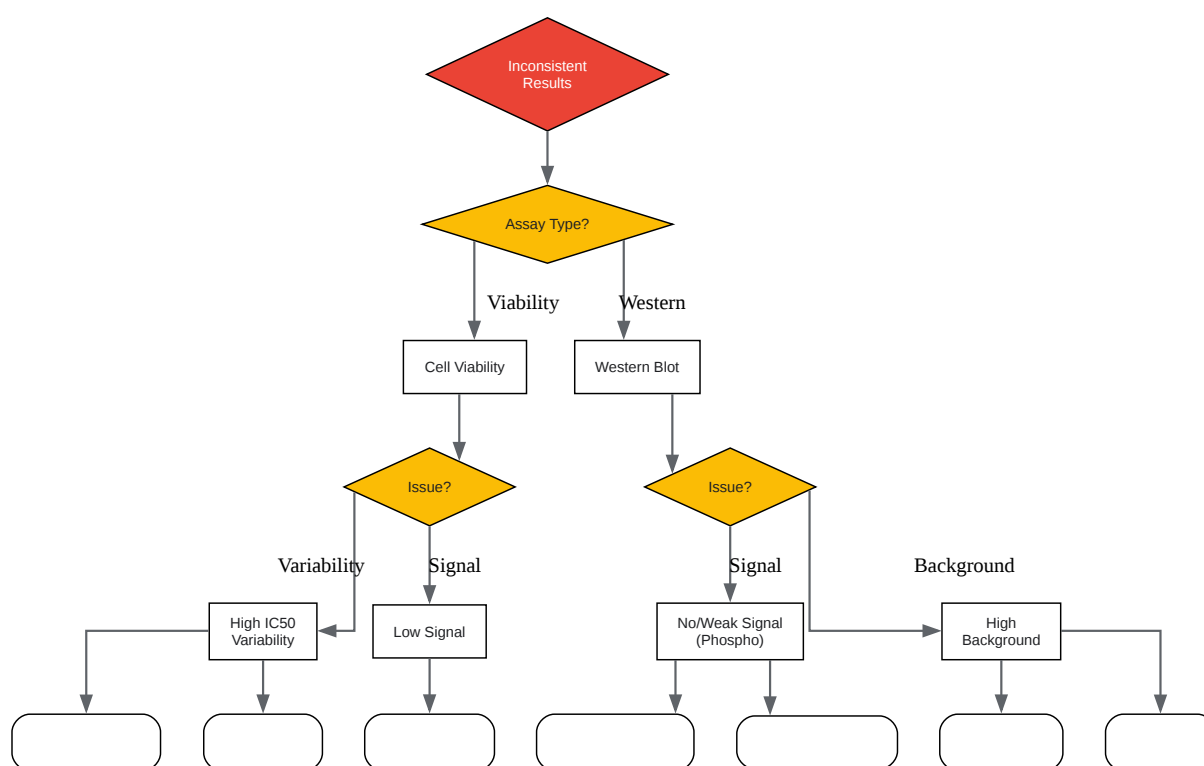 Inconsistent
Results
Assay Type?
Viability
Western
Cell Viability
Western Blot
Issue?
Issue?
Variability
Signal
Signal
Background
High IC50
Variability
Low Signal
No/Weak Signal
(Phospho)
High
Background